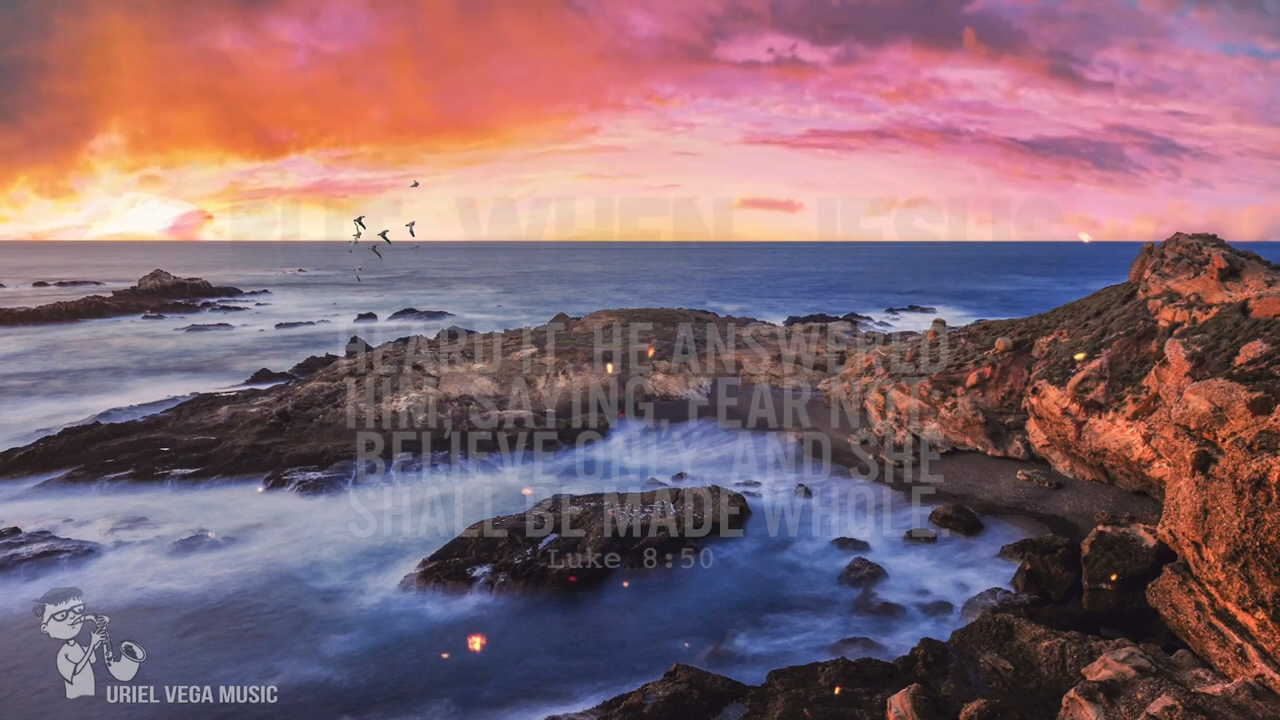 BUT WHEN JESUS
HEARD IT, HE ANSWERED
HIM, SAYING, FEAR NOT:
BELIEVE ONLY, AND SHE
SHALL BE MADE WHOLE.
Luke 8:50
URIEL VEGA MUSIC